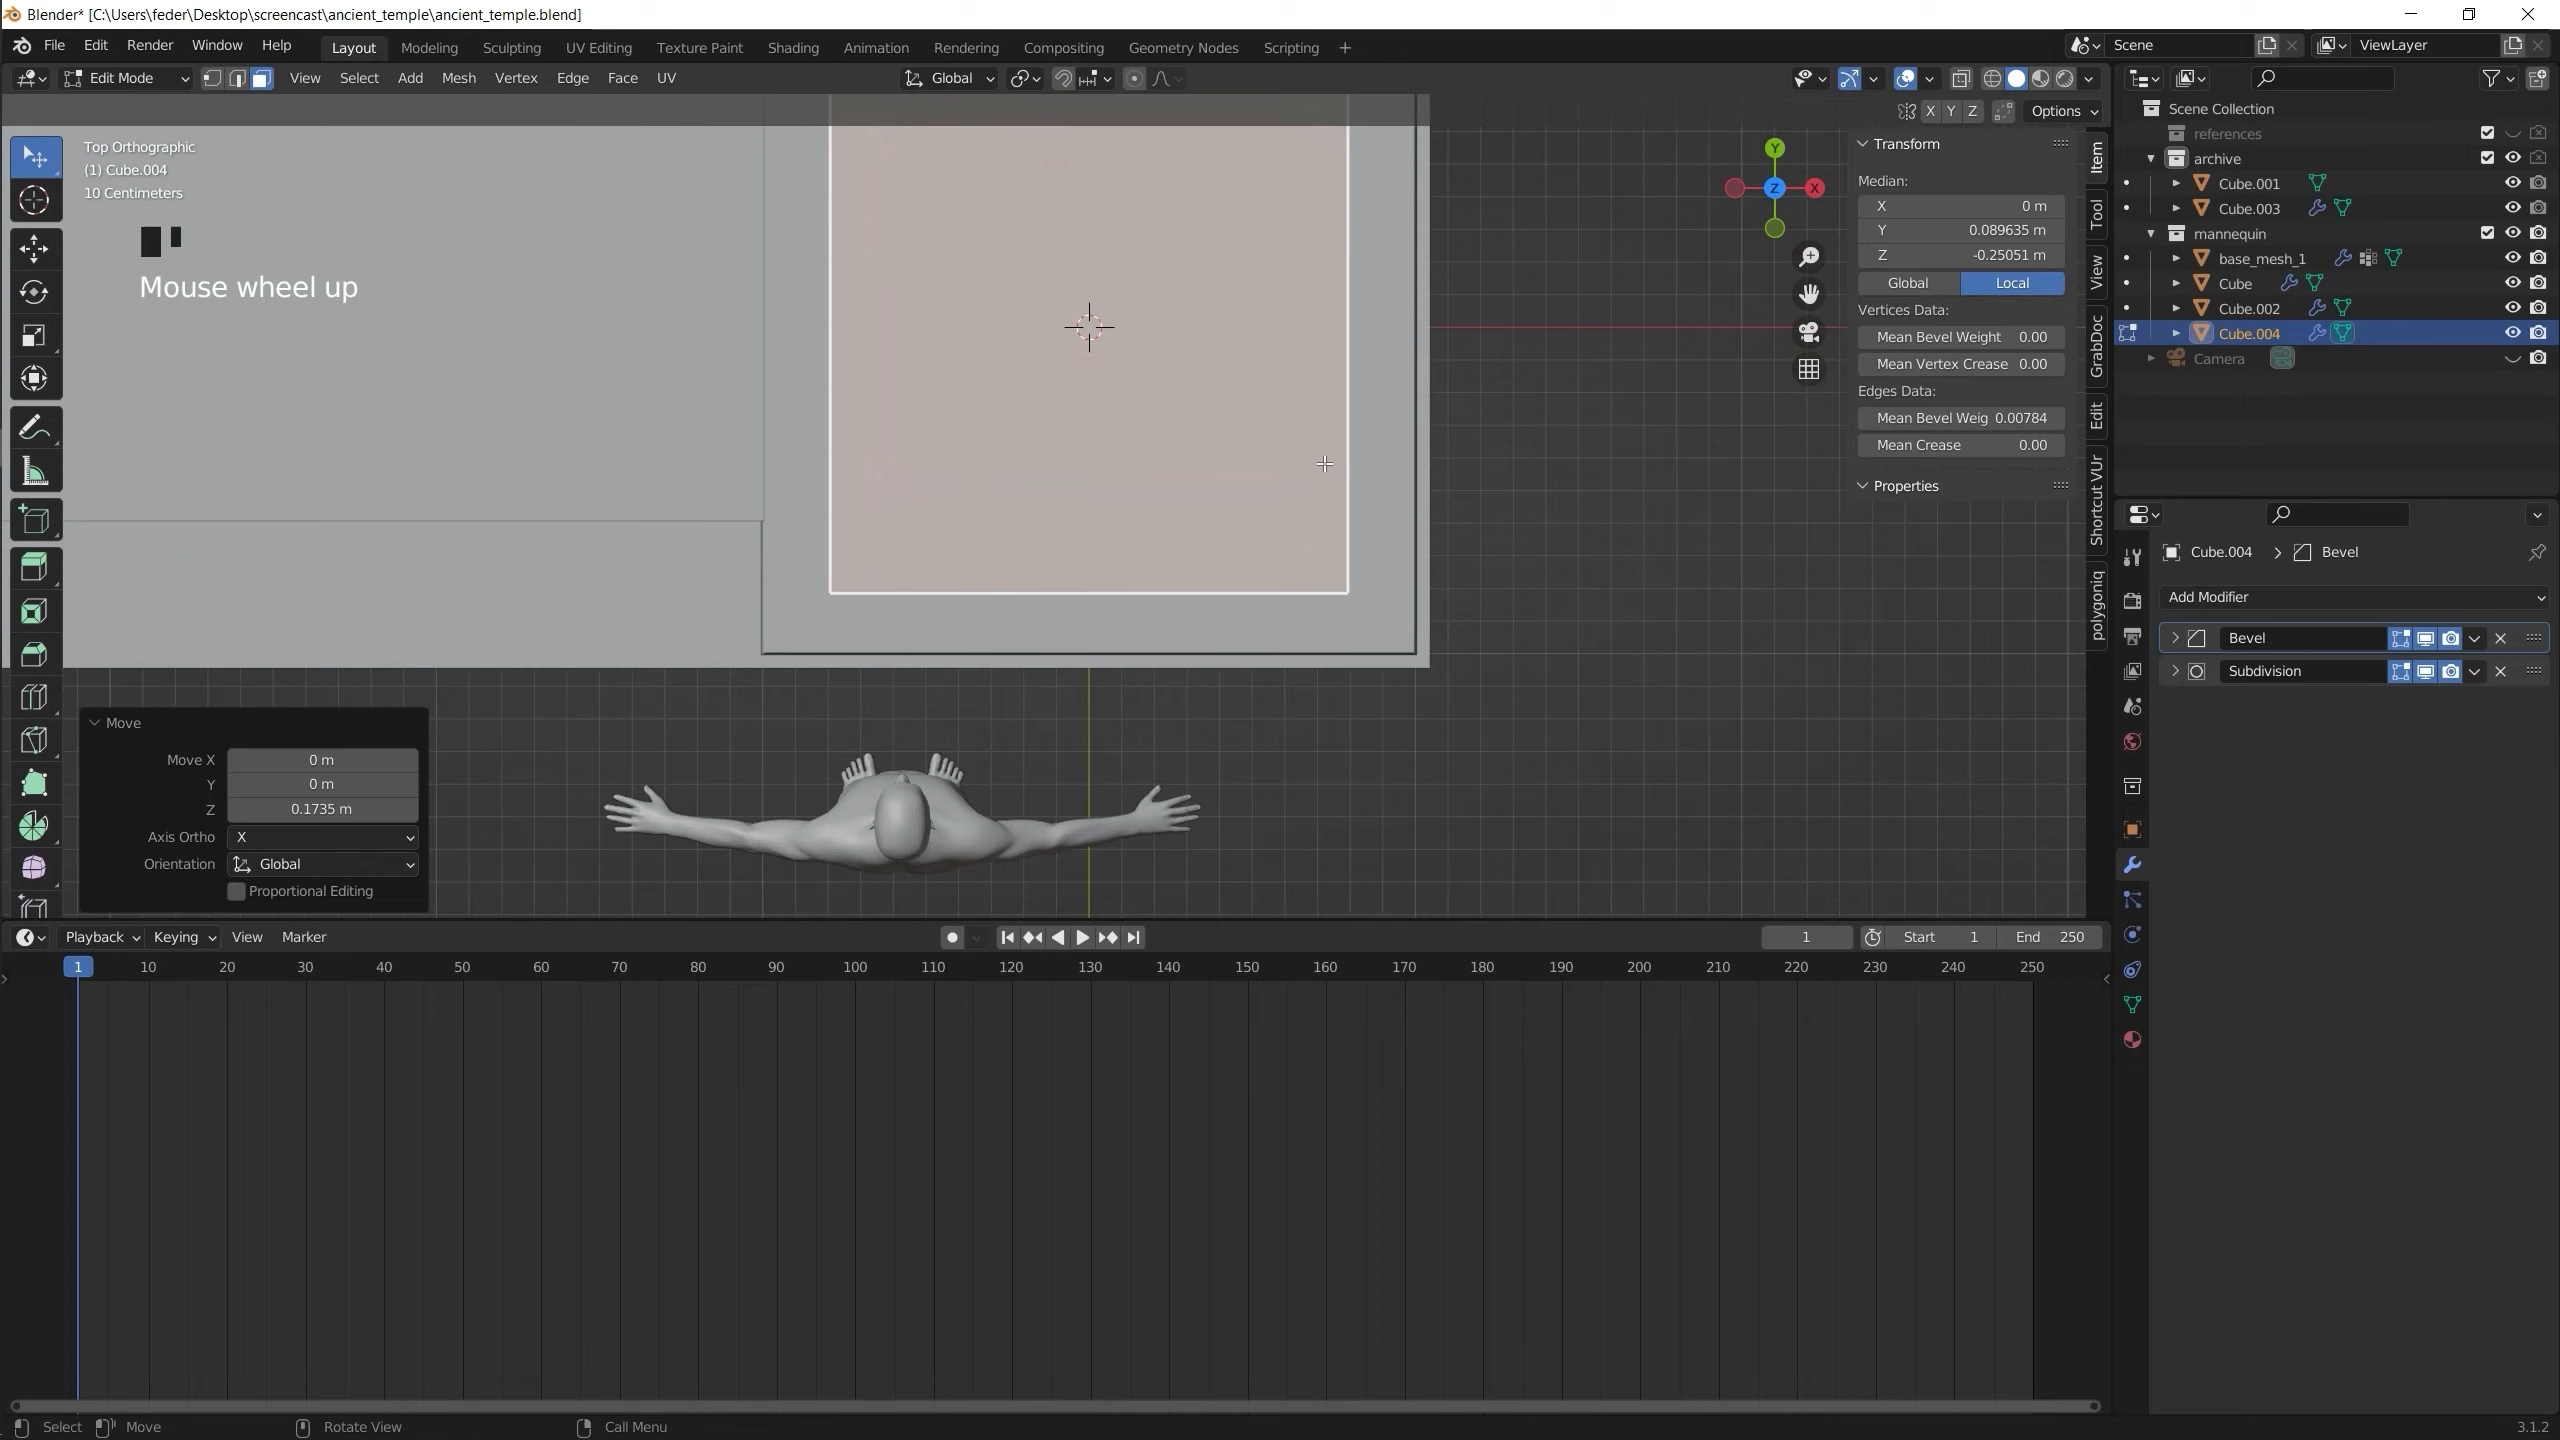 Blender* [C:\Users\feder\Desktop\screencast\ancient_temple\ancient_temple.blend]
File Edit Render Window Help Layout Modeling Sculpting UV Editing Texture Paint Shading Animation Rendering Compositing Geometry Nodes Scripting + Scene ViewLayer
Edit Mode View Select Add Mesh Vertex Edge Face UV Global
X Y Z Options
Top Orthographic
(1) Cube.004
10 Centimeters
Mouse wheel up
Y
Z
X
Transform
Median:
X 0 m
Y 0.089635 m
Z -0.25051 m
Global Local
Vertices Data:
Mean Bevel Weight 0.00
Mean Vertex Crease 0.00
Edges Data:
Mean Bevel Weig 0.00784
Mean Crease 0.00
Properties
Item
Tool
View
GrabDoc
Edit
Shortcut VUr
polygoniq
Scene Collection
references
archive
Cube.001
Cube.003
mannequin
base_mesh_1
Cube
Cube.002
Cube.004
Camera
Cube.004 > Bevel
Add Modifier
Bevel
Subdivision
Move
Move X 0 m
Y 0 m
Z 0.1735 m
Axis Ortho X
Orientation Global
Proportional Editing
Playback Keying View Marker 1 Start 1 End 250
1 10 20 30 40 50 60 70 80 90 100 110 120 130 140 150 160 170 180 190 200 210 220 230 240 250
Select Move Rotate View Call Menu 3.1.2